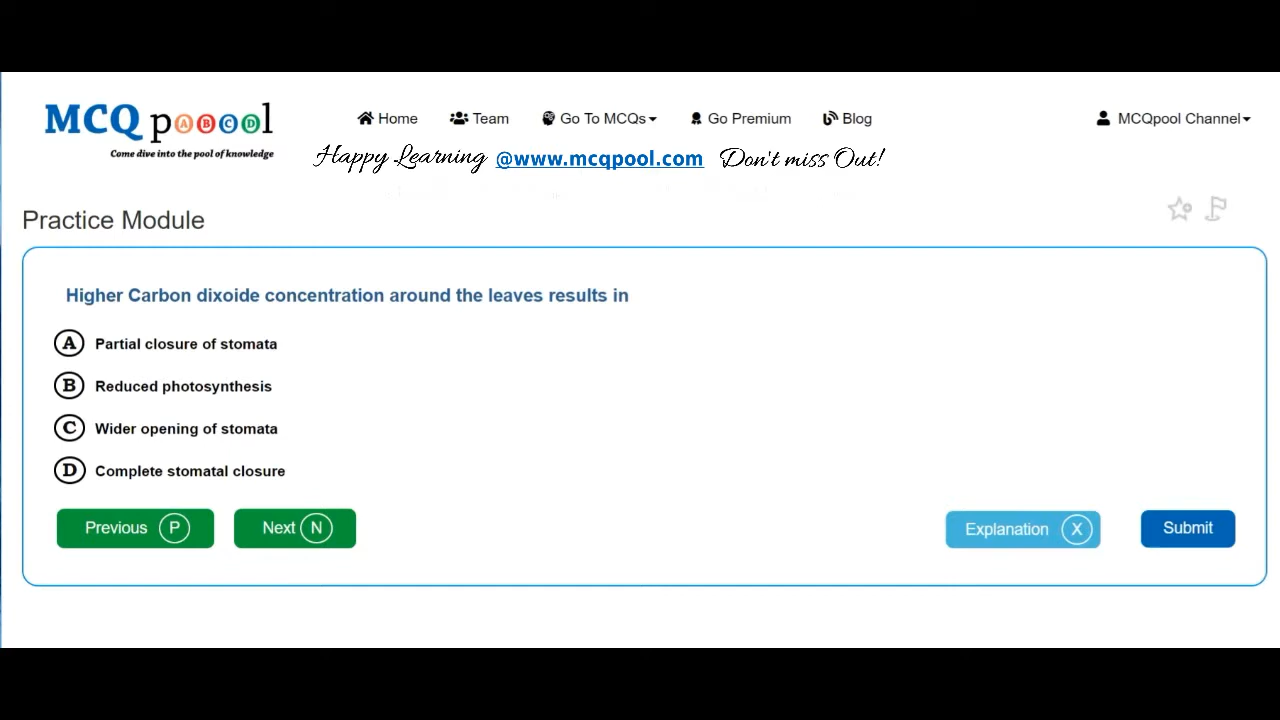 MCQ pooool
Come dive into the pool of knowledge
Home Team Go To MCQs Go Premium Blog MCQpool Channel
Happy Learning @www.mcqpool.com Don't miss Out!
Practice Module
Higher Carbon dixoide concentration around the leaves results in
A Partial closure of stomata
B Reduced photosynthesis
C Wider opening of stomata
D Complete stomatal closure
Previous P Next N Explanation X Submit